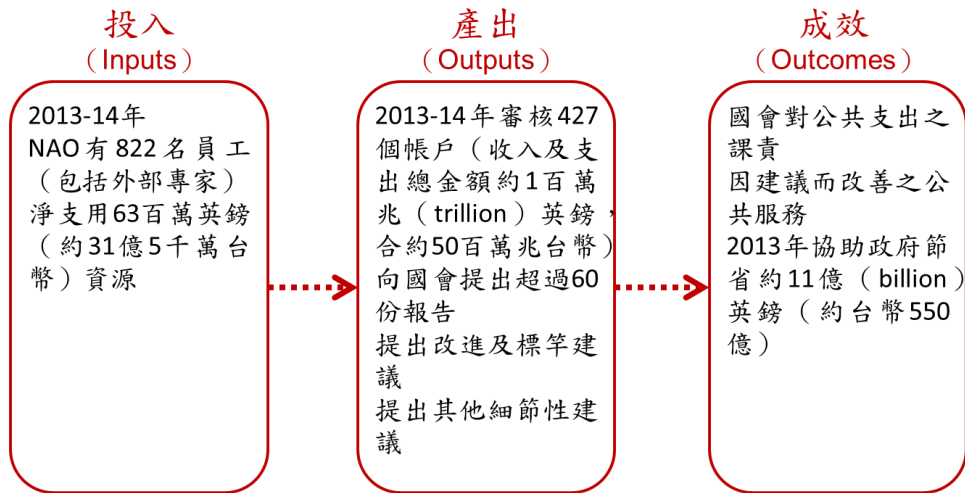 投入
（Inputs）
2013-14年
NAO有822名員工
（包括外部專家）
淨支用63百萬英鎊
（約31億5千萬台
幣）資源
產出
（Outputs）
2013-14年審核427
個帳戶（收入及支
出總金額約1百萬
兆（trillion）英鎊，
合約50百萬兆台幣）
向國會提出超過60
份報告
提出改進及標竿建
議
提出其他細節性建
議
成效
（Outcomes）
國會對公共支出之
課責
因建議而改善之公
共服務
2013年協助政府節
省約11億（billion）
英鎊（約台幣550
億）